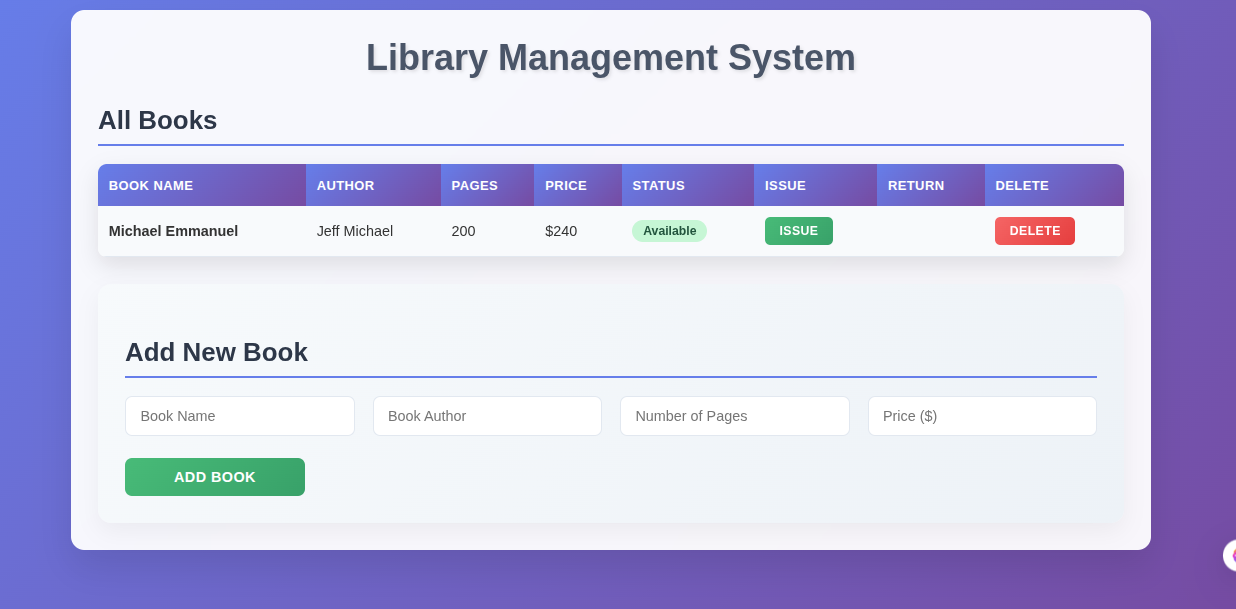 Library Management System
All Books
BOOK NAME AUTHOR PAGES PRICE STATUS ISSUE RETURN DELETE
Michael Emmanuel Jeff Michael 200 $240 Available ISSUE DELETE
Add New Book
Book Name Book Author Number of Pages Price ($)
ADD BOOK